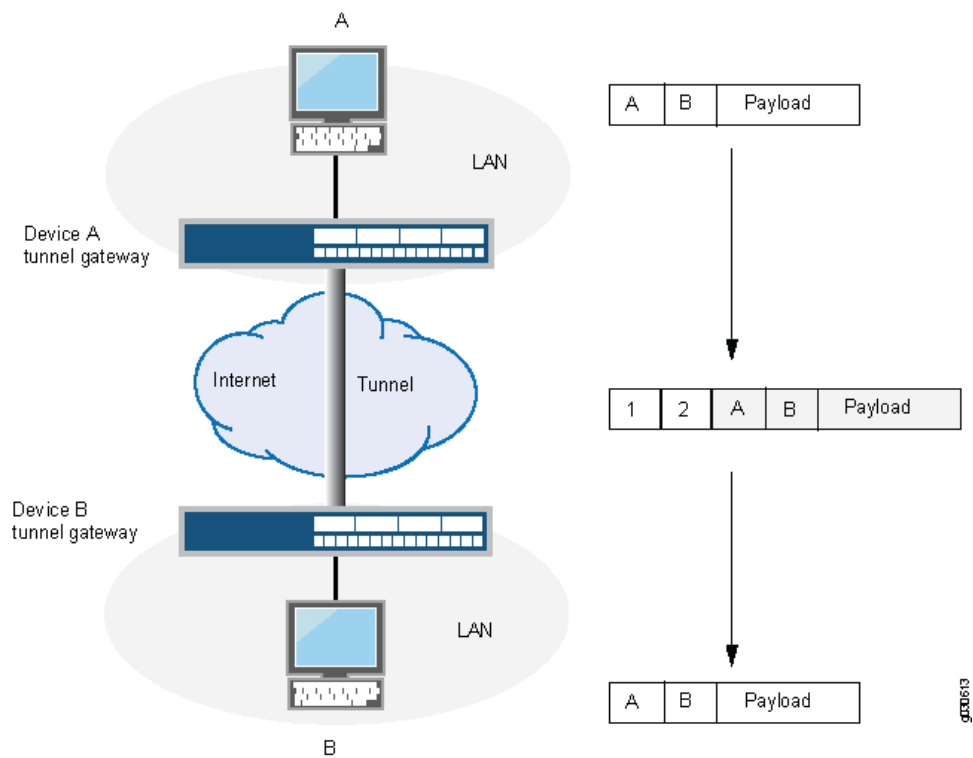 A
A B Payload
LAN
Device A
tunnel gateway
Internet Tunnel
1 2 A B Payload
Device B
tunnel gateway
LAN
A B Payload
B
g030613